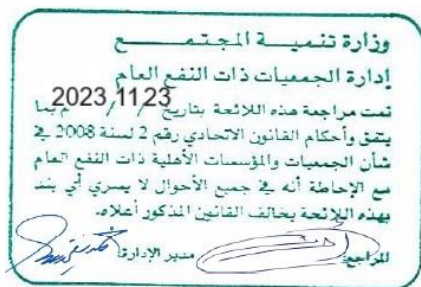 وزارة تنميـــة المجتمـــــع
إدارة الجمعيات ذات النفع العام
تمت مراجعة هذه اللائحة بتاريخ 2023 / 11 / 23 م بما
يتفق وأحكام القانون الاتحادي رقم 2 لسنة 2008 في
شأن الجمعيات والمؤسسات الأهلية ذات النفع العام
مع الإحاطة أنه في جميع الأحوال لا يسري أي بند
بهذه اللائحة يخالف القانون المذكور أعلاه.
المراجع: مدير الإدارة: